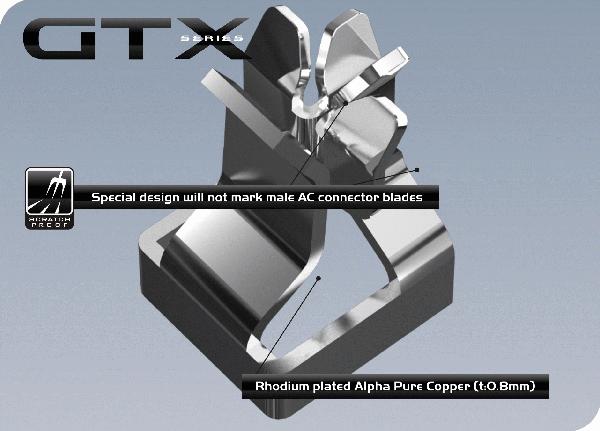 GTX
SERIES
Special design will not mark male AC connector blades
SCRATCH
PROOF
Rhodium plated Alpha Pure Copper (t:0.8mm)